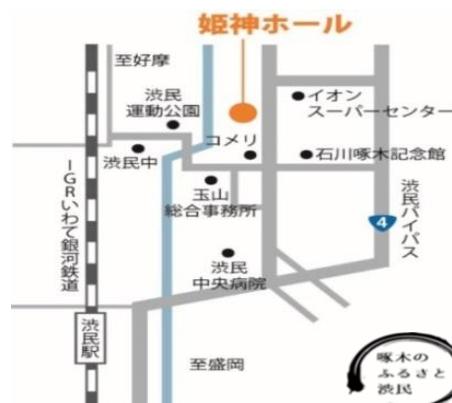 姫神ホール
至好摩
渋民
運動公園
イオン
スーパーセンター
コメリ
石川啄木記念館
渋民中
玉山
総合事務所
IGRいわて銀河鉄道
渋民バイパス
4
渋民
中央病院
渋民駅
至盛岡
啄木の
ふるさと
渋民